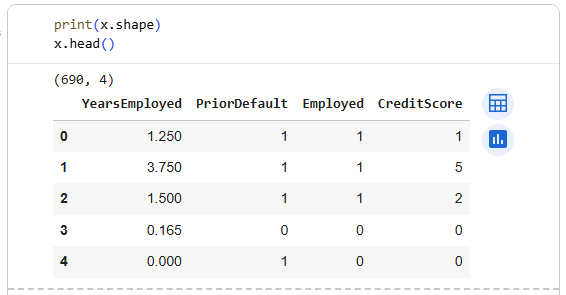 print(x.shape)
x.head()
(690, 4)
YearsEmployed PriorDefault Employed CreditScore
0 1.250 1 1 1
1 3.750 1 1 5
2 1.500 1 1 2
3 0.165 0 0 0
4 0.000 1 0 0